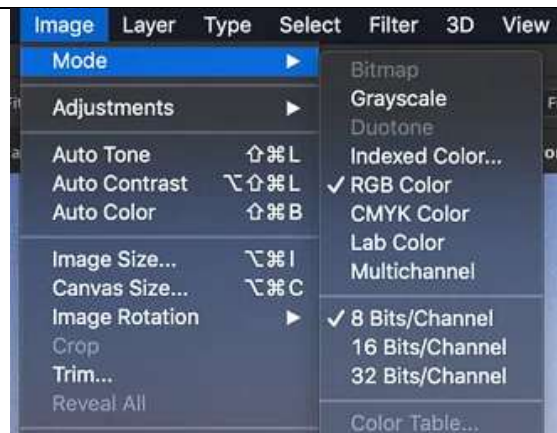 Image Layer Type Select Filter 3D View
Mode
Adjustments
Auto Tone ⇧⌘L
Auto Contrast ⌥⇧⌘L
Auto Color ⇧⌘B
Image Size... ⌥⌘I
Canvas Size... ⌥⌘C
Image Rotation
Crop
Trim...
Reveal All
Bitmap
Grayscale
Duotone
Indexed Color...
✓ RGB Color
CMYK Color
Lab Color
Multichannel
✓ 8 Bits/Channel
16 Bits/Channel
32 Bits/Channel
Color Table...